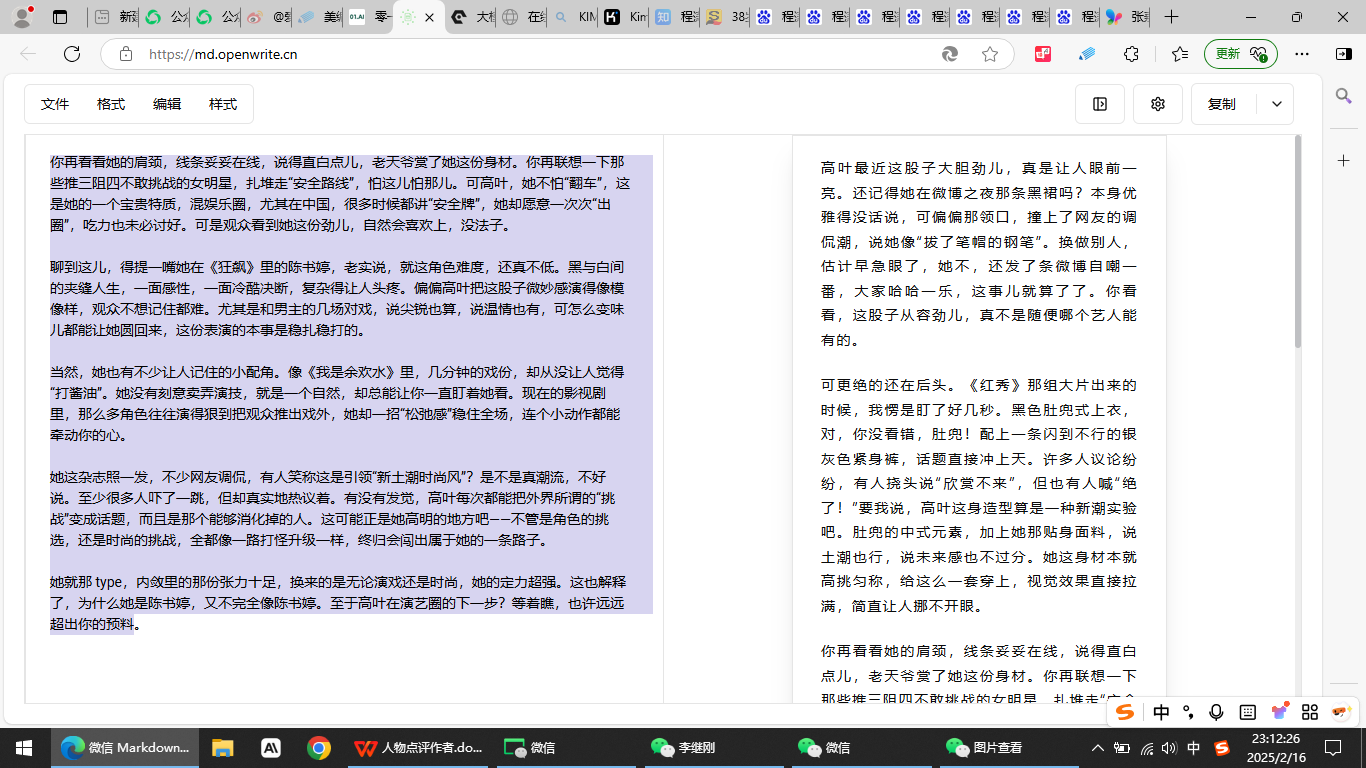 新建
公众
公众
@爱
美编
零一
大桔
在线
KIM
Kim
程潇
38女
程潇
程潇
程潇
程潇
程潇
程潇
程潇
张新
https://md.openwrite.cn
更新
文件 格式 编辑 样式
复制
你再看看她的肩颈，线条妥妥在线，说得直白点儿，老天爷赏了她这份身材。你再联想一下那
些推三阻四不敢挑战的女明星，扎堆走“安全路线”，怕这儿怕那儿。可高叶，她不怕“翻车”，这
是她的一个宝贵特质，混娱乐圈，尤其在中国，很多时候都讲“安全牌”，她却愿意一次次“出
圈”，吃力也未必讨好。可是观众看到她这份劲儿，自然会喜欢上，没法子。
聊到这儿，得提一嘴她在《狂飙》里的陈书婷，老实说，就这角色难度，还真不低。黑与白间
的夹缝人生，一面感性，一面冷酷决断，复杂得让人头疼。偏偏高叶把这股子微妙感演得像模
像样，观众不想记住都难。尤其是和男主的几场对戏，说尖锐也算，说温情也有，可怎么变味
儿都能让她圆回来，这份表演的本事是稳扎稳打的。
当然，她也有不少让人记住的小配角。像《我是余欢水》里，几分钟的戏份，却从没让人觉得
“打酱油”。她没有刻意卖弄演技，就是一个自然，却总能让你一直盯着她看。现在的影视剧
里，那么多角色往往演得狠到把观众推出戏外，她却一招“松弛感”稳住全场，连个小动作都能
牵动你的心。
她这杂志照一发，不少网友调侃，有人笑称这是引领“新土潮时尚风”？是不是真潮流，不好
说。至少很多人吓了一跳，但却真实地热议着。有没有发觉，高叶每次都能把外界所谓的“挑
战”变成话题，而且是那个能够消化掉的人。这可能正是她高明的地方吧——不管是角色的挑
选，还是时尚的挑战，全都像一路打怪升级一样，终归会闯出属于她的一条路子。
她就那 type，内敛里的那份张力十足，换来的是无论演戏还是时尚，她的定力超强。这也解释
了，为什么她是陈书婷，又不完全像陈书婷。至于高叶在演艺圈的下一步？等着瞧，也许远远
超出你的预料。
高叶最近这股子大胆劲儿，真是让人眼前一
亮。还记得她在微博之夜那条黑裙吗？本身优
雅得没话说，可偏偏那领口，撞上了网友的调
侃潮，说她像“拔了笔帽的钢笔”。换做别人，
估计早急眼了，她不，还发了条微博自嘲一
番，大家哈哈一乐，这事儿就算了了。你看
看，这股子从容劲儿，真不是随便哪个艺人能
有的。
可更绝的还在后头。《红秀》那组大片出来的
时候，我愣是盯了好几秒。黑色肚兜式上衣，
对，你没看错，肚兜！配上一条闪到不行的银
灰色紧身裤，话题直接冲上天。许多人议论纷
纷，有人挠头说“欣赏不来”，但也有人喊“绝
了！”要我说，高叶这身造型算是一种新潮实验
吧。肚兜的中式元素，加上她那贴身面料，说
土潮也行，说未来感也不过分。她这身材本就
高挑匀称，给这么一套穿上，视觉效果直接拉
满，简直让人挪不开眼。
你再看看她的肩颈，线条妥妥在线，说得直白
点儿，老天爷赏了她这份身材。你再联想一下
那些推三阻四不敢挑战的女明星，扎堆走“安全
中
微信 Markdown...
人物点评作者.do...
微信
李继刚
微信
图片查看
中
23:12:26
2025/2/16